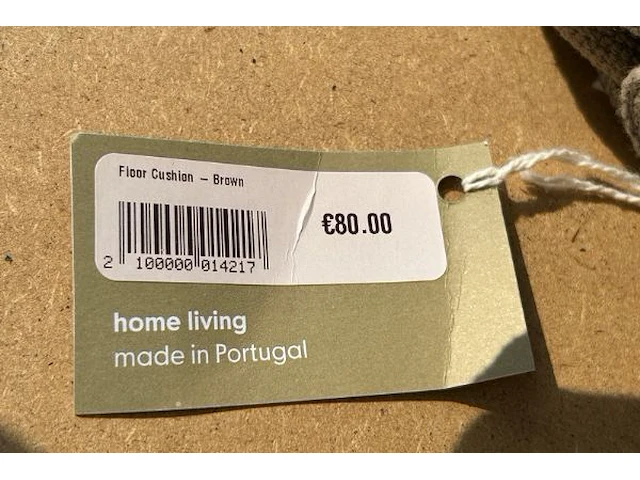 Floor Cushion – Brown
€80.00
2 100000 014217
home living
made in Portugal